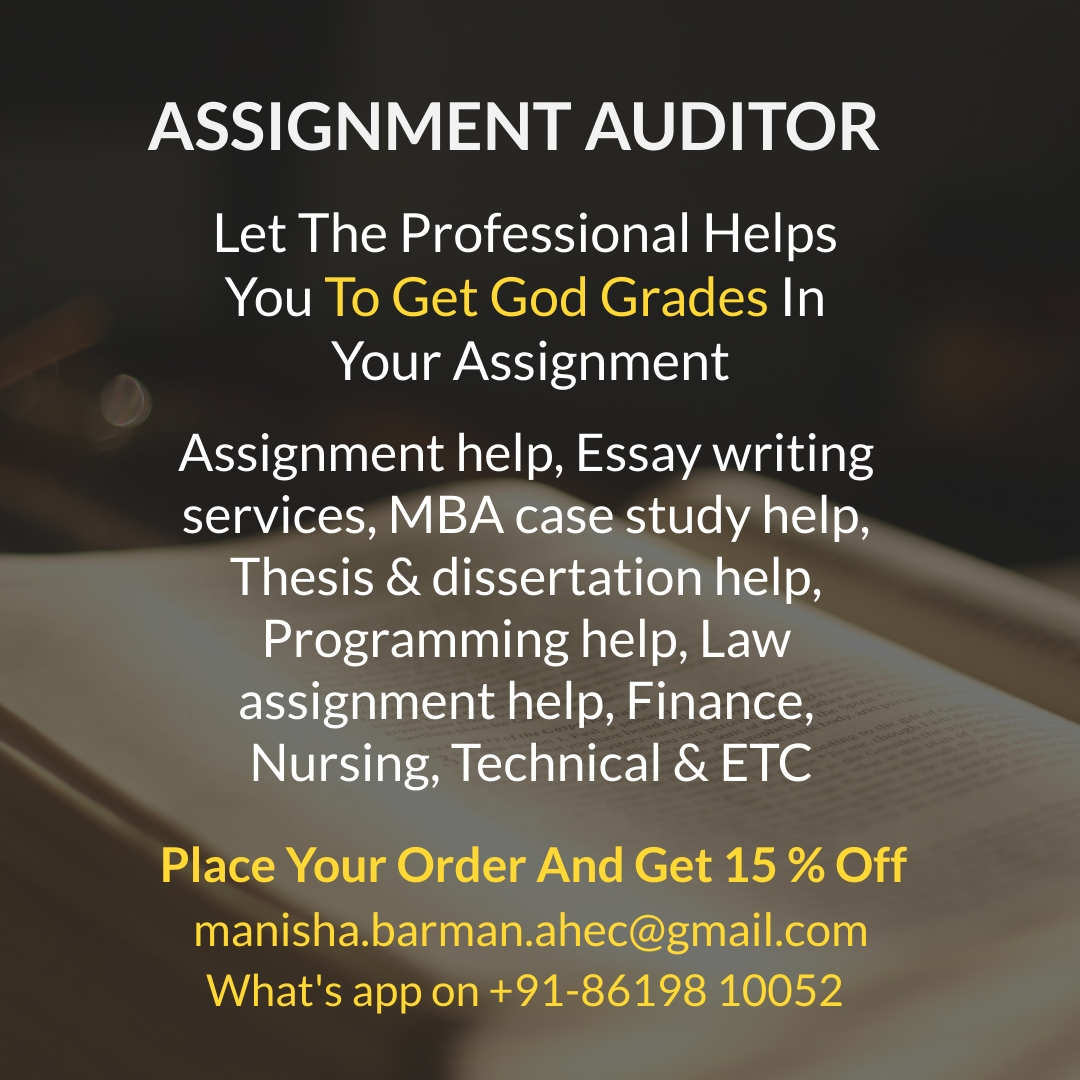 ASSIGNMENT AUDITOR
Let The Professional Helps
You To Get God Grades In
Your Assignment
Assignment help, Essay writing
services, MBA case study help,
Thesis & dissertation help,
Programming help, Law
assignment help, Finance,
Nursing, Technical & ETC
Place Your Order And Get 15 % Off
manisha.barman.ahec@gmail.com
What's app on +91-86198 10052